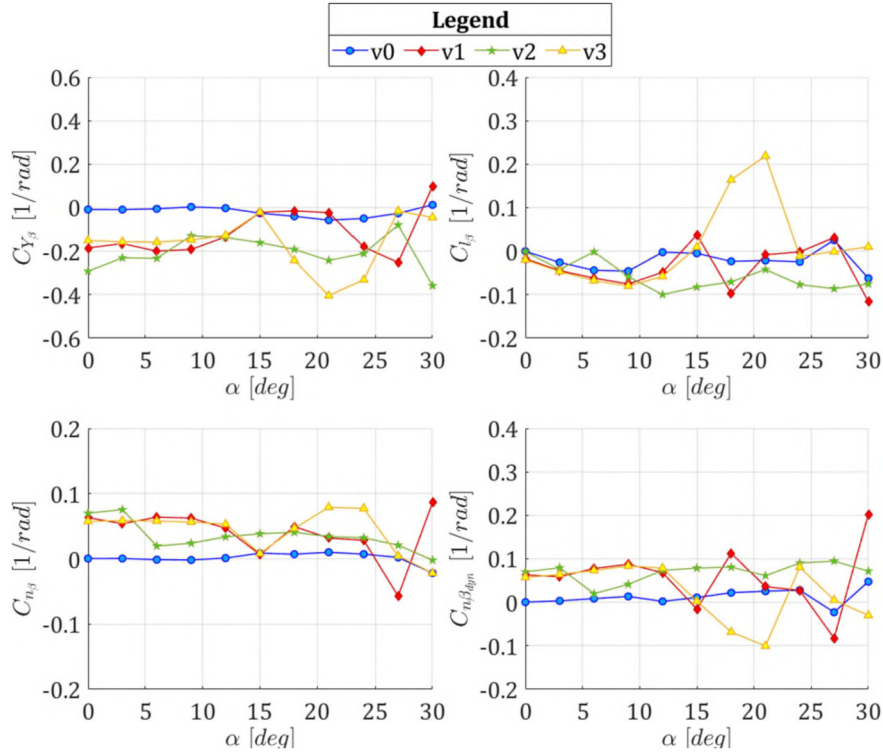 Legend
v0 v1 v2 v3
0.6
0.4
0.2
0
-0.2
-0.4
-0.6
C_{Y_β} [1/rad]
0 5 10 15 20 25 30
α [deg]
0.4
0.3
0.2
0.1
0
-0.1
-0.2
C_{l_β} [1/rad]
0 5 10 15 20 25 30
α [deg]
0.2
0.1
0
-0.1
-0.2
C_{n_β} [1/rad]
0 5 10 15 20 25 30
α [deg]
0.4
0.3
0.2
0.1
0
-0.1
-0.2
C_{nβ_{dyn}} [1/rad]
0 5 10 15 20 25 30
α [deg]